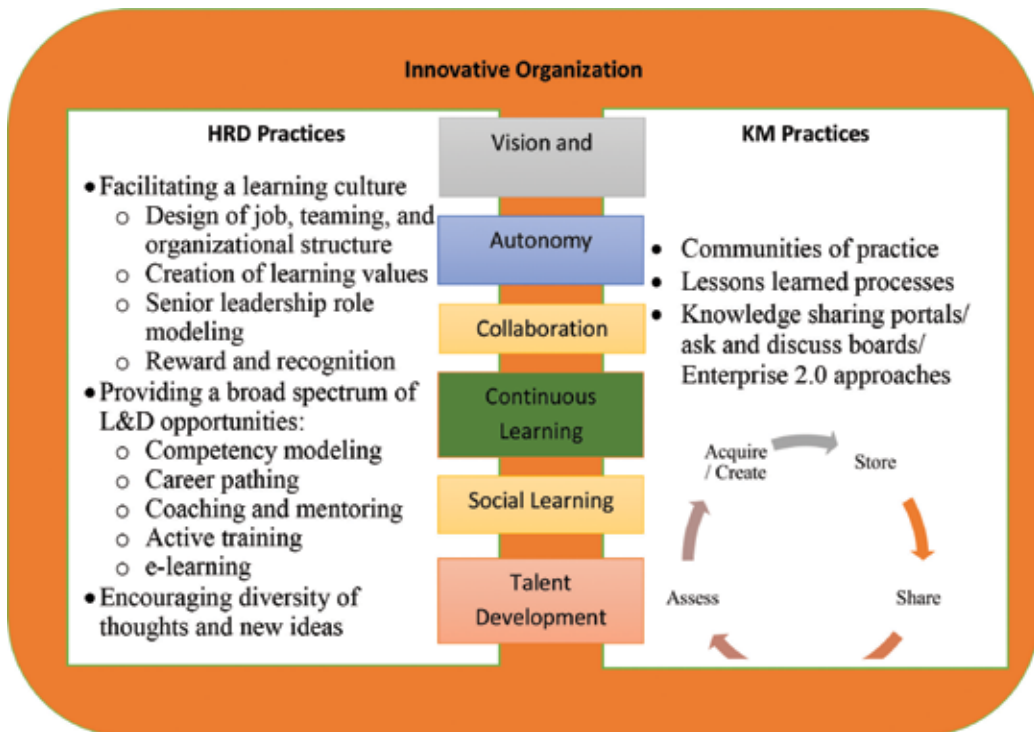 Innovative Organization
HRD Practices
• Facilitating a learning culture
o Design of job, teaming, and
organizational structure
o Creation of learning values
o Senior leadership role
modeling
o Reward and recognition
• Providing a broad spectrum of
L&D opportunities:
o Competency modeling
o Career pathing
o Coaching and mentoring
o Active training
o e-learning
• Encouraging diversity of
thoughts and new ideas
Vision and
Autonomy
Collaboration
Continuous
Learning
Social Learning
Talent
Development
KM Practices
• Communities of practice
• Lessons learned processes
• Knowledge sharing portals/
ask and discuss boards/
Enterprise 2.0 approaches
Acquire
/ Create
Store
Share
Assess